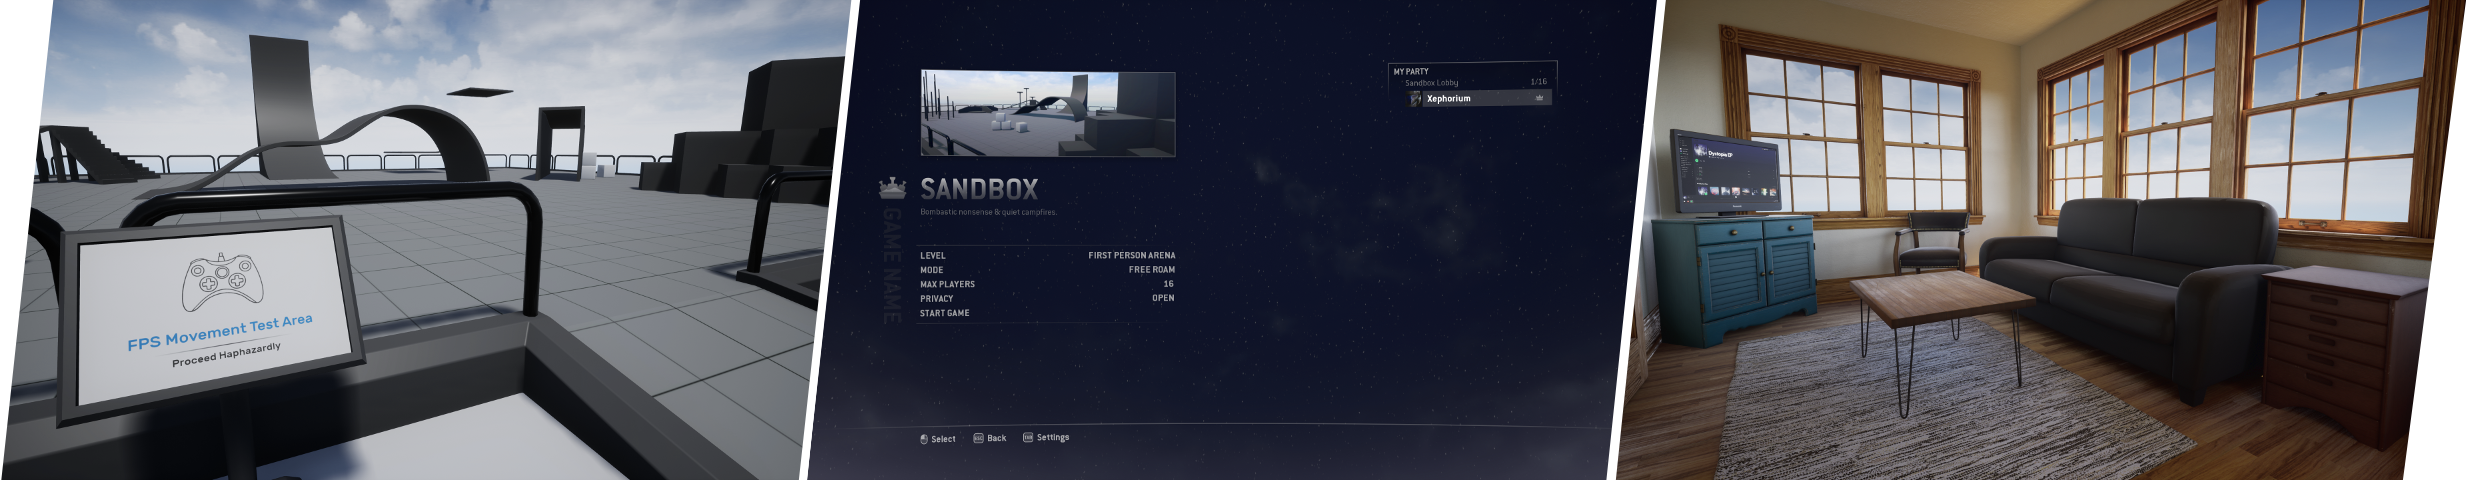 FPS Movement Test Area
Proceed Haphazardly
SANDBOX
Bombastic nonsense & quiet campfires.
GAME NAME
LEVEL FIRST PERSON ARENA
MODE FREE ROAM
MAX PLAYERS 16
PRIVACY OPEN
START GAME
Select Back Settings
MY PARTY
Sandbox Lobby 1/16
Xephorium